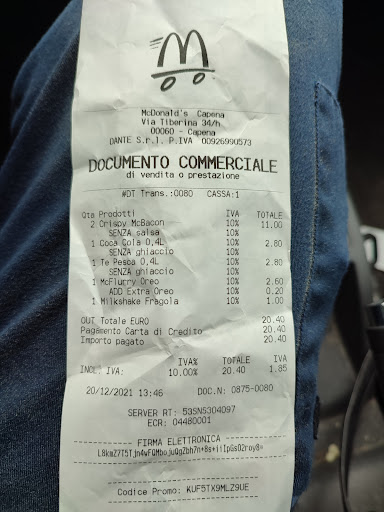 McDonald's Capena
Via Tiberina 34/h
00060 - Capena
DANTE S.r.l. P.IVA 00926990573
DOCUMENTO COMMERCIALE
di vendita o prestazione
#DT Trans.:0080 CASSA:1
Qta Prodotti IVA TOTALE
2 Crispy McBacon 10% 11.00
SENZA salsa 10%
1 Coca Cola 0,4L 10% 2.80
SENZA ghiaccio 10%
1 Te Pesca 0,4L 10% 2.80
SENZA ghiaccio 10%
1 McFlurry Oreo 10% 2.60
ADD Extra Oreo 10% 0.20
1 Milkshake Fragola 10% 1.00
OUT Totale EURO 20.40
Pagamento Carta di Credito 20.40
Importo pagato 20.40
IVA% TOTALE IVA
INCL. IVA: 10.00% 20.40 1.85
20/12/2021 13:46 DOC.N: 0875-0080
SERVER RT: 53SNS304097
ECR: 04480001
FIRMA ELETTRONICA
Codice Promo: KUF5TX9MLZ9UE